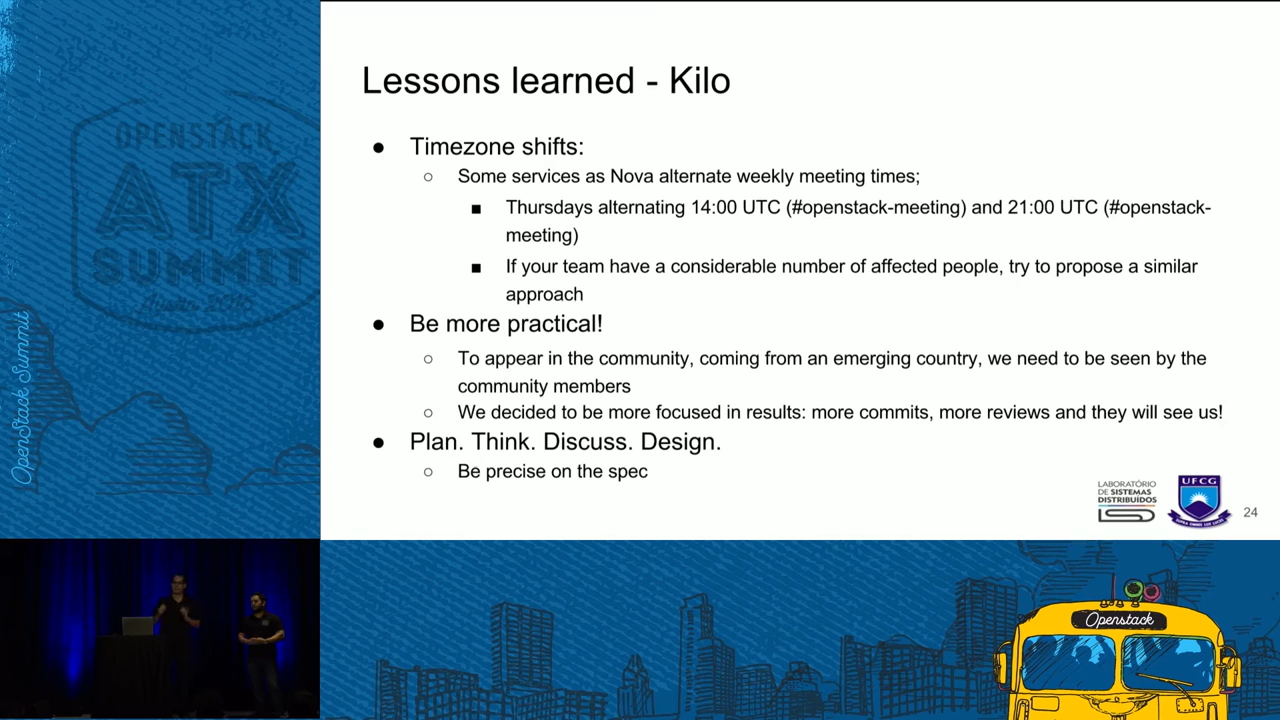 Lessons learned - Kilo
● Timezone shifts:
○ Some services as Nova alternate weekly meeting times;
■ Thursdays alternating 14:00 UTC (#openstack-meeting) and 21:00 UTC (#openstack-
meeting)
■ If your team have a considerable number of affected people, try to propose a similar
approach
● Be more practical!
○ To appear in the community, coming from an emerging country, we need to be seen by the
community members
○ We decided to be more focused in results: more commits, more reviews and they will see us!
● Plan. Think. Discuss. Design.
○ Be precise on the spec
LABORATÓRIO
DE SISTEMAS
DISTRIBUÍDOS
LSD
UFCG
24
OPENSTACK
ATX
SUMMIT
Austin 2016
OpenStack Summit
Openstack